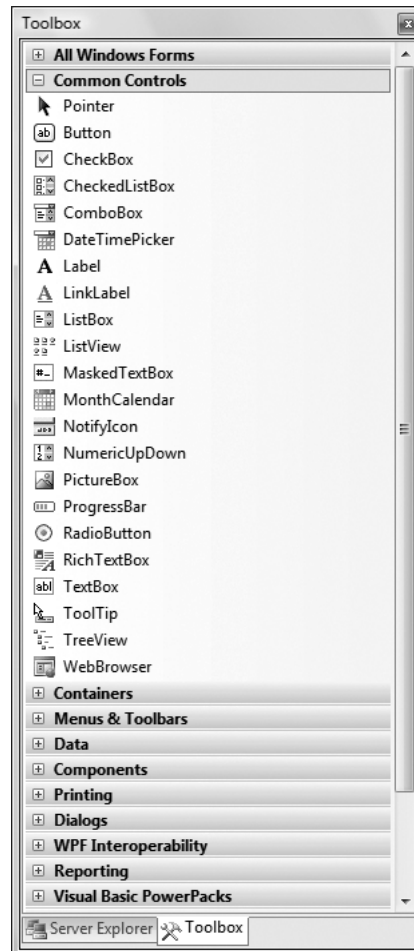 Toolbox
All Windows Forms
Common Controls
Pointer
Button
CheckBox
CheckedListBox
ComboBox
DateTimePicker
Label
LinkLabel
ListBox
ListView
MaskedTextBox
MonthCalendar
NotifyIcon
NumericUpDown
PictureBox
ProgressBar
RadioButton
RichTextBox
TextBox
ToolTip
TreeView
WebBrowser
Containers
Menus & Toolbars
Data
Components
Printing
Dialogs
WPF Interoperability
Reporting
Visual Basic PowerPacks
Server Explorer Toolbox